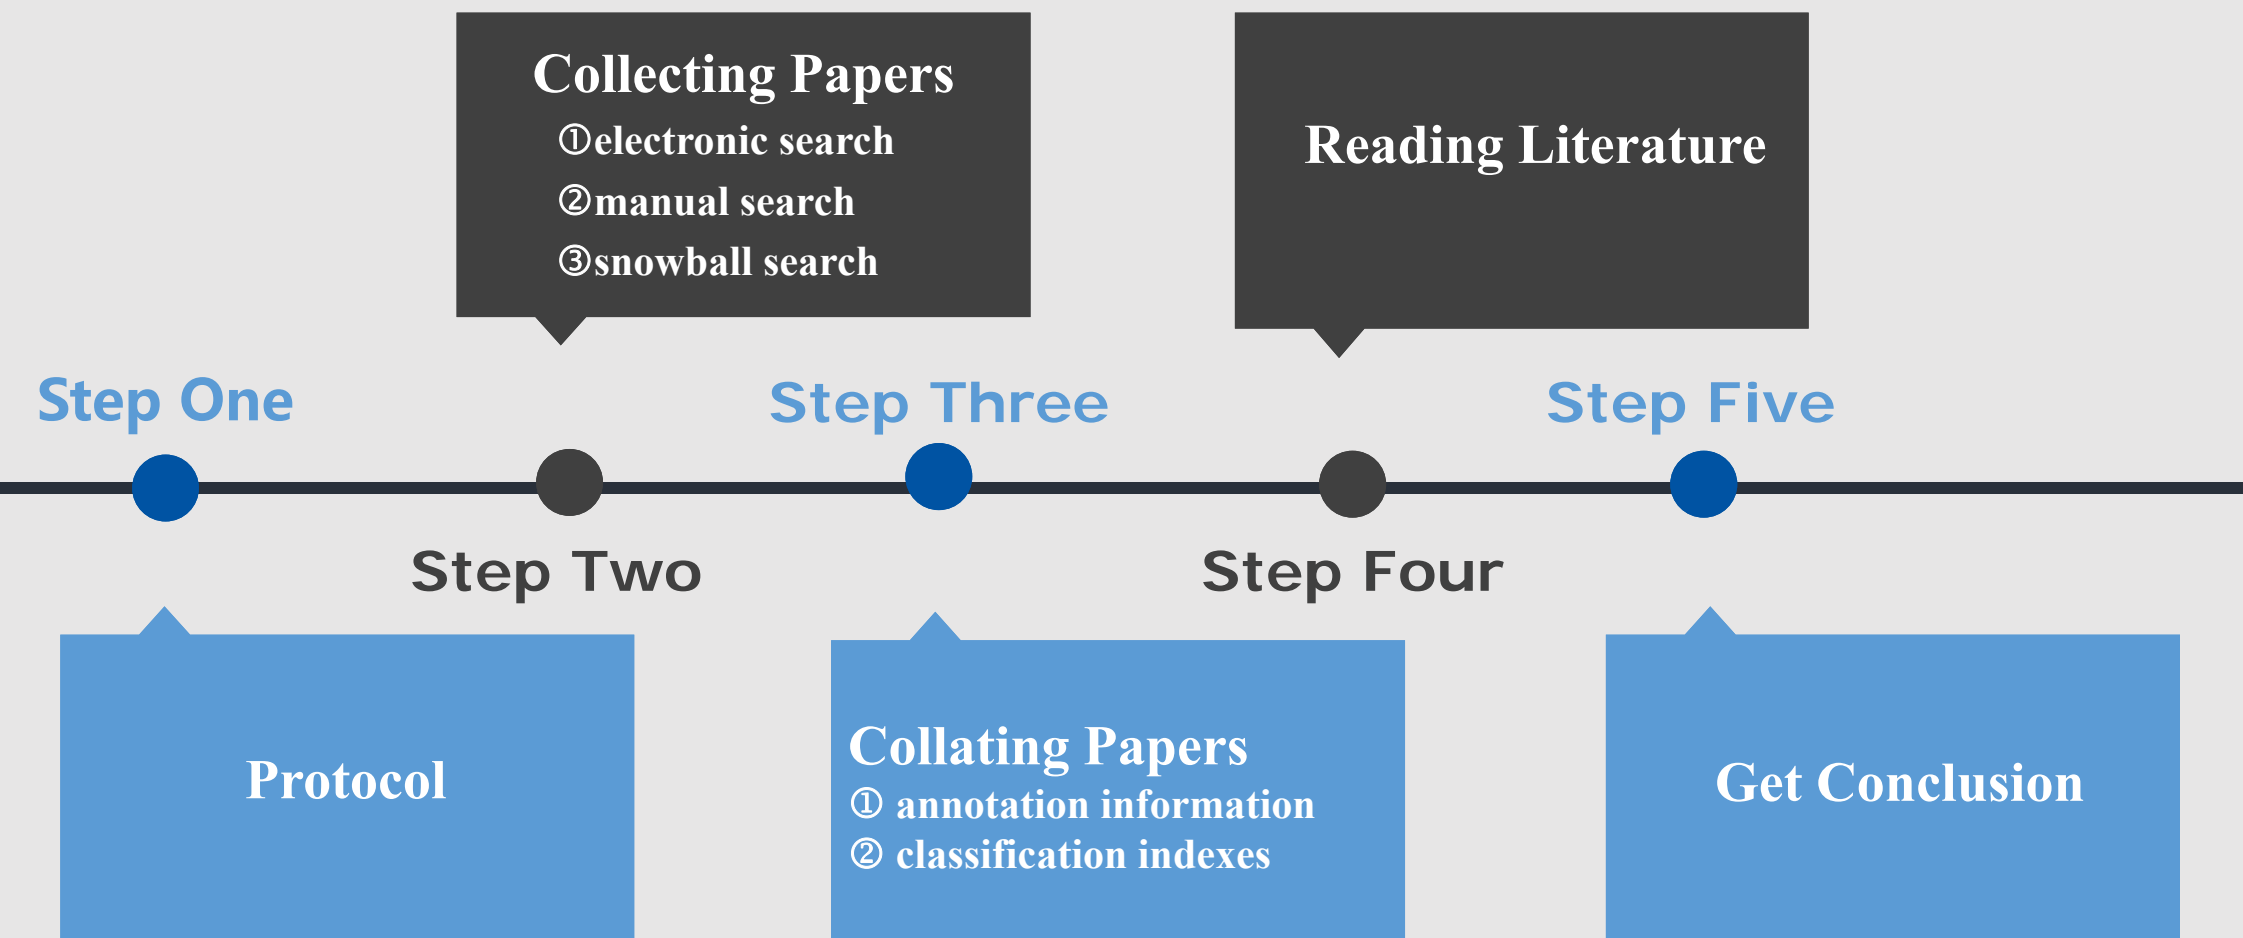 Collecting Papers
①electronic search
②manual search
③snowball search
Reading Literature
Step One
Step Three
Step Five
Step Two
Step Four
Protocol
Collating Papers
① annotation information
② classification indexes
Get Conclusion